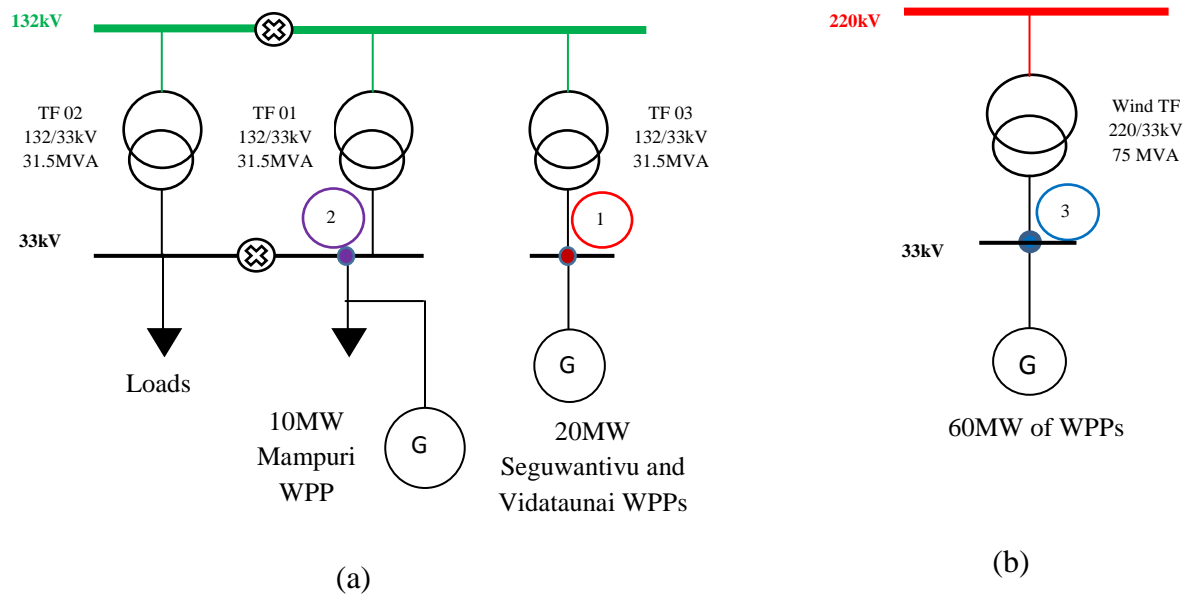 132kV
TF 02
132/33kV
31.5MVA
TF 01
132/33kV
31.5MVA
TF 03
132/33kV
31.5MVA
2
1
33kV
Loads
G
10MW
Mampuri
WPP
G
20MW
Seguwantivu and
Vidataunai WPPs
(a)
220kV
Wind TF
220/33kV
75 MVA
3
33kV
G
60MW of WPPs
(b)